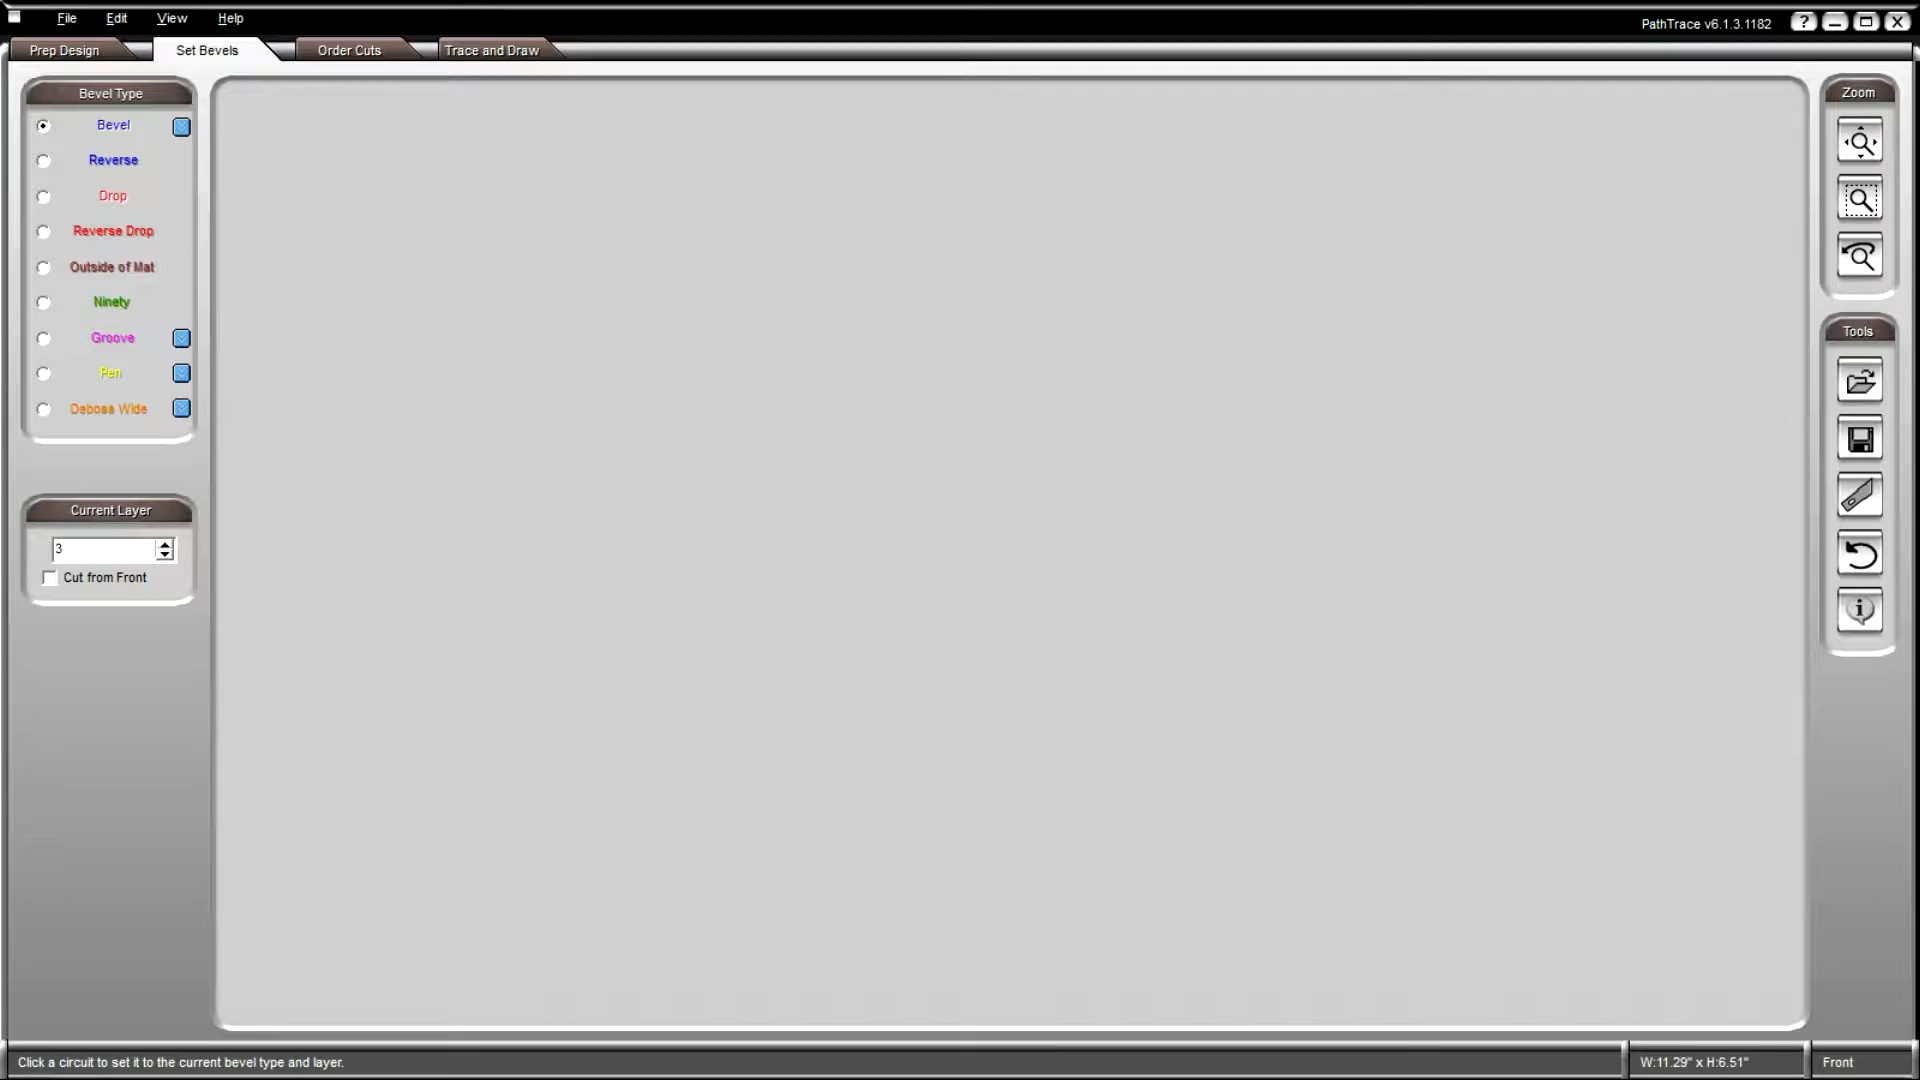 File Edit View Help
PathTrace v6.1.3.1182
Prep Design Set Bevels Order Cuts Trace and Draw
Bevel Type
Bevel
Reverse
Drop
Reverse Drop
Outside of Mat
Ninety
Groove
Pen
Deboss Wide
Current Layer
3
Cut from Front
Zoom
Tools
Click a circuit to set it to the current bevel type and layer.
W:11.29" x H:6.51"
Front